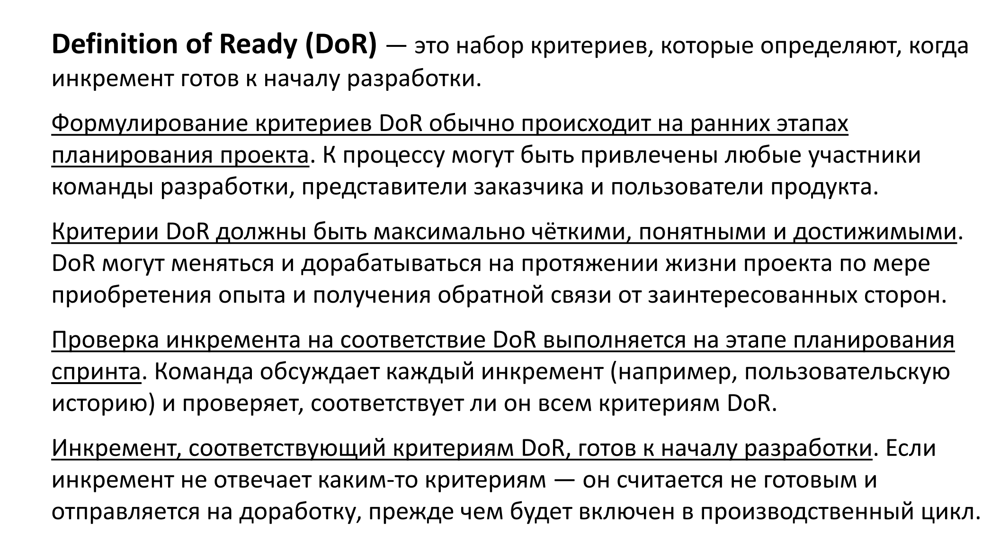 Definition of Ready (DoR) — это набор критериев, которые определяют, когда
инкремент готов к началу разработки.
Формулирование критериев DoR обычно происходит на ранних этапах
планирования проекта. К процессу могут быть привлечены любые участники
команды разработки, представители заказчика и пользователи продукта.
Критерии DoR должны быть максимально чёткими, понятными и достижимыми.
DoR могут меняться и дорабатываться на протяжении жизни проекта по мере
приобретения опыта и получения обратной связи от заинтересованных сторон.
Проверка инкремента на соответствие DoR выполняется на этапе планирования
спринта. Команда обсуждает каждый инкремент (например, пользовательскую
историю) и проверяет, соответствует ли он всем критериям DoR.
Инкремент, соответствующий критериям DoR, готов к началу разработки. Если
инкремент не отвечает каким-то критериям — он считается не готовым и
отправляется на доработку, прежде чем будет включен в производственный цикл.